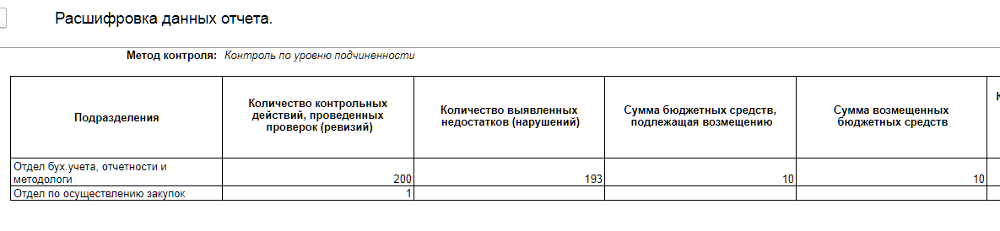 Расшифровка данных отчета.
Метод контроля: Контроль по уровню подчиненности
Подразделения
Количество контрольных
действий, проведенных
проверок (ревизий)
Количество выявленных
недостатков (нарушений)
Сумма бюджетных средств,
подлежащая возмещению
Сумма возмещенных
бюджетных средств
К
Отдел бух.учета, отчетности и
методологи
200
193
10
10
Отдел по осуществлению закупок
1